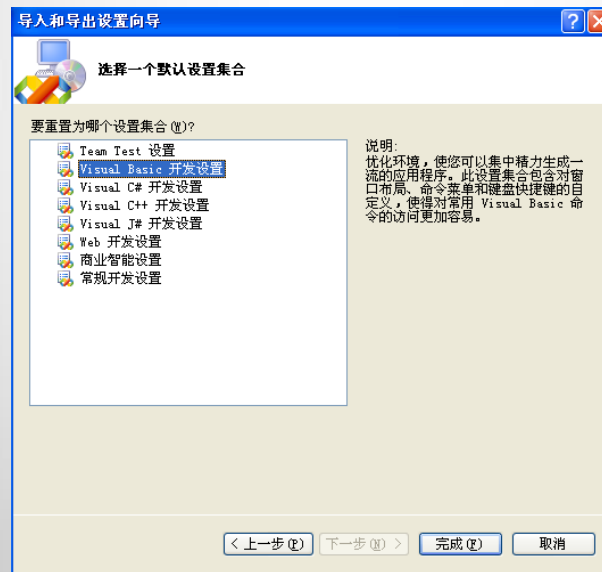 导入和导出设置向导
选择一个默认设置集合
要重置为哪个设置集合(W)?
Team Test 设置
Visual Basic 开发设置
Visual C# 开发设置
Visual C++ 开发设置
Visual J# 开发设置
Web 开发设置
商业智能设置
常规开发设置
说明:
优化环境，使您可以集中精力生成一
流的应用程序。此设置集合包含对窗
口布局、命令菜单和键盘快捷键的自
定义，使得对常用 Visual Basic 命
令的访问更加容易。
< 上一步(P)
下一步(N) >
完成(F)
取消